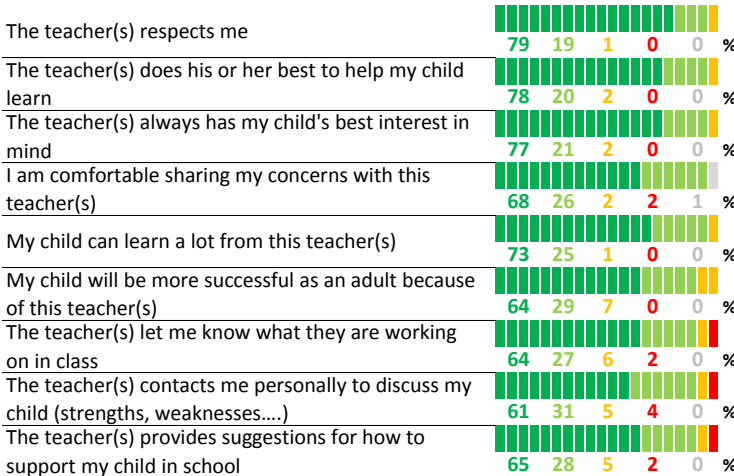 The teacher(s) respects me
79 19 1 0 0 %
The teacher(s) does his or her best to help my child
learn
78 20 2 0 0 %
The teacher(s) always has my child's best interest in
mind
77 21 2 0 0 %
I am comfortable sharing my concerns with this
teacher(s)
68 26 2 2 1 %
My child can learn a lot from this teacher(s)
73 25 1 0 0 %
My child will be more successful as an adult because
of this teacher(s)
64 29 7 0 0 %
The teacher(s) let me know what they are working
on in class
64 27 6 2 0 %
The teacher(s) contacts me personally to discuss my
child (strengths, weaknesses....)
61 31 5 4 0 %
The teacher(s) provides suggestions for how to
support my child in school
65 28 5 2 0 %